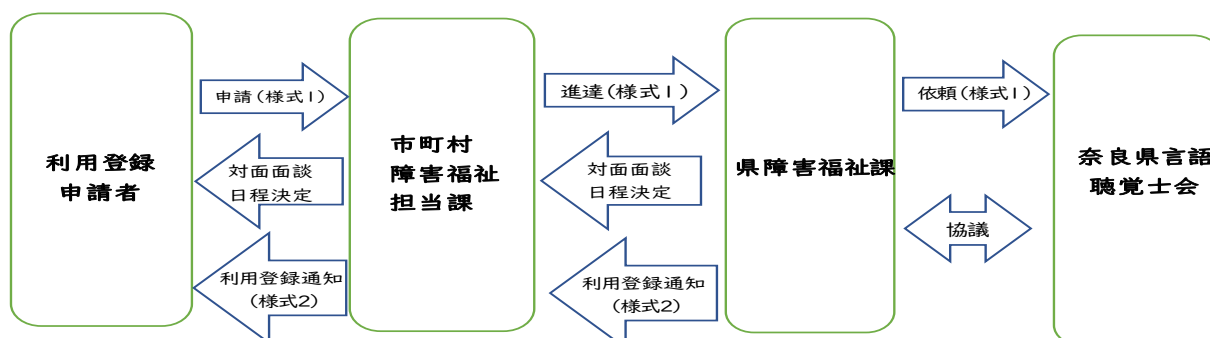 利用登録
申請者
申請(様式1)
対面面談
日程決定
利用登録通知
(様式2)
市町村
障害福祉
担当課
進達(様式1)
対面面談
日程決定
利用登録通知
(様式2)
県障害福祉課
依頼(様式1)
協議
奈良県言語
聴覚士会